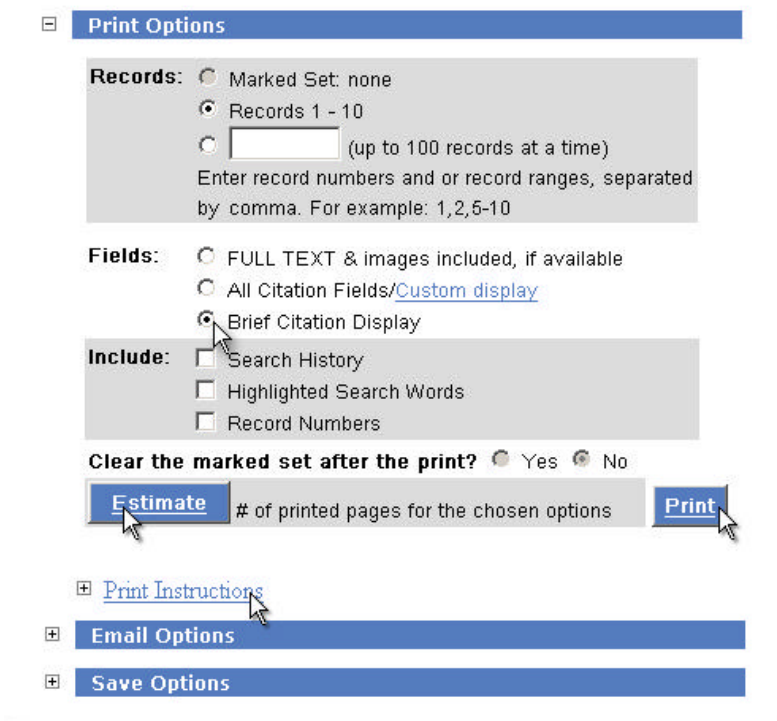 Print Options
Records: Marked Set: none
Records 1 - 10
(up to 100 records at a time)
Enter record numbers and or record ranges, separated
by comma. For example: 1,2,5-10
Fields: FULL TEXT & images included, if available
All Citation Fields/Custom display
Brief Citation Display
Include: Search History
Highlighted Search Words
Record Numbers
Clear the marked set after the print? Yes No
Estimate # of printed pages for the chosen options Print
Print Instructions
Email Options
Save Options